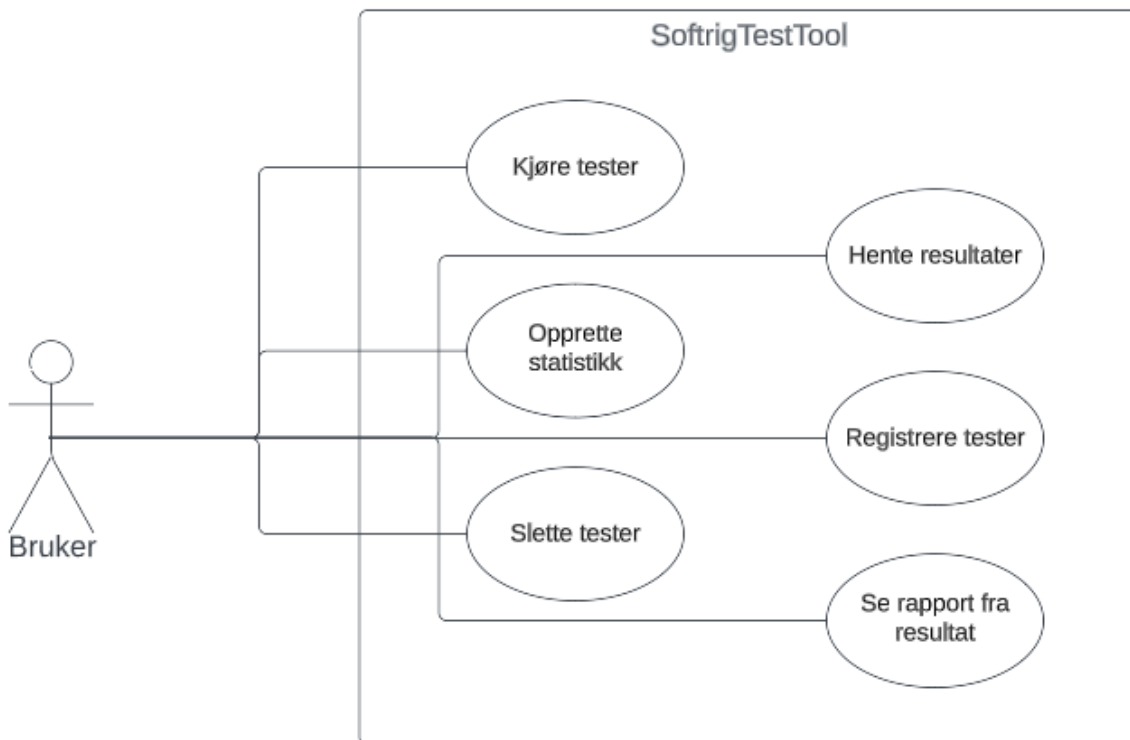 SoftrigTestTool
Kjøre tester
Hente resultater
Opprette
statistikk
Registrere tester
Slette tester
Bruker
Se rapport fra
resultat